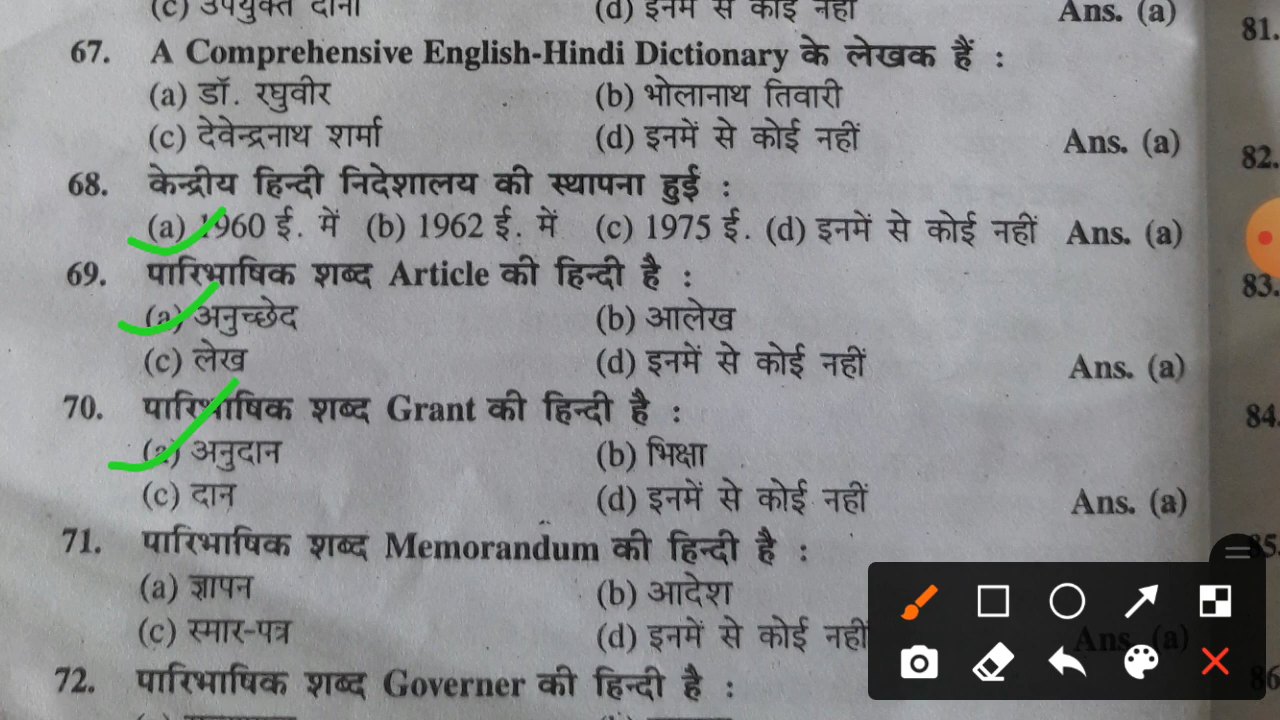 (c) उपर्युक्त दोनों (d) इनमें से कोई नहीं Ans. (a)
67. A Comprehensive English-Hindi Dictionary के लेखक हैं :
(a) डॉ. रघुवीर (b) भोलानाथ तिवारी
(c) देवेन्द्रनाथ शर्मा (d) इनमें से कोई नहीं Ans. (a)
68. केन्द्रीय हिन्दी निदेशालय की स्थापना हुई :
(a) 1960 ई. में (b) 1962 ई. में (c) 1975 ई. (d) इनमें से कोई नहीं Ans. (a)
69. पारिभाषिक शब्द Article की हिन्दी है :
(a) अनुच्छेद (b) आलेख
(c) लेख (d) इनमें से कोई नहीं Ans. (a)
70. पारिभाषिक शब्द Grant की हिन्दी है :
(a) अनुदान (b) भिक्षा
(c) दान (d) इनमें से कोई नहीं Ans. (a)
71. पारिभाषिक शब्द Memorandum की हिन्दी है :
(a) ज्ञापन (b) आदेश
(c) स्मार-पत्र (d) इनमें से कोई नहीं Ans. (a)
72. पारिभाषिक शब्द Governer की हिन्दी है :
81.
82.
83.
84.
85.
86